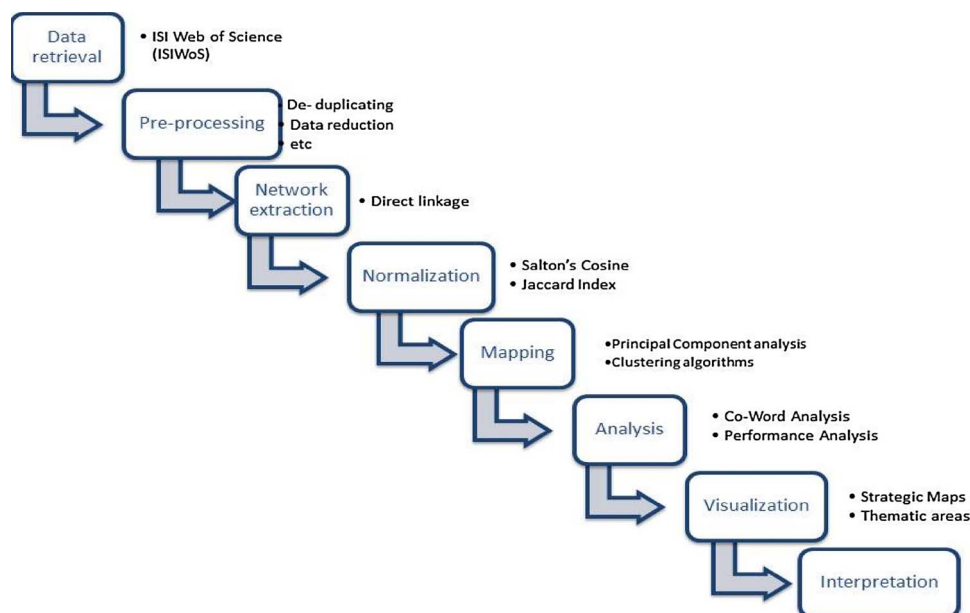 Data
retrieval
• ISI Web of Science
(ISIWoS)
Pre-processing
• De- duplicating
• Data reduction
• etc
Network
extraction
• Direct linkage
Normalization
• Salton's Cosine
• Jaccard Index
Mapping
•Principal Component analysis
•Clustering algorithms
Analysis
• Co-Word Analysis
• Performance Analysis
Visualization
• Strategic Maps
• Thematic areas
Interpretation